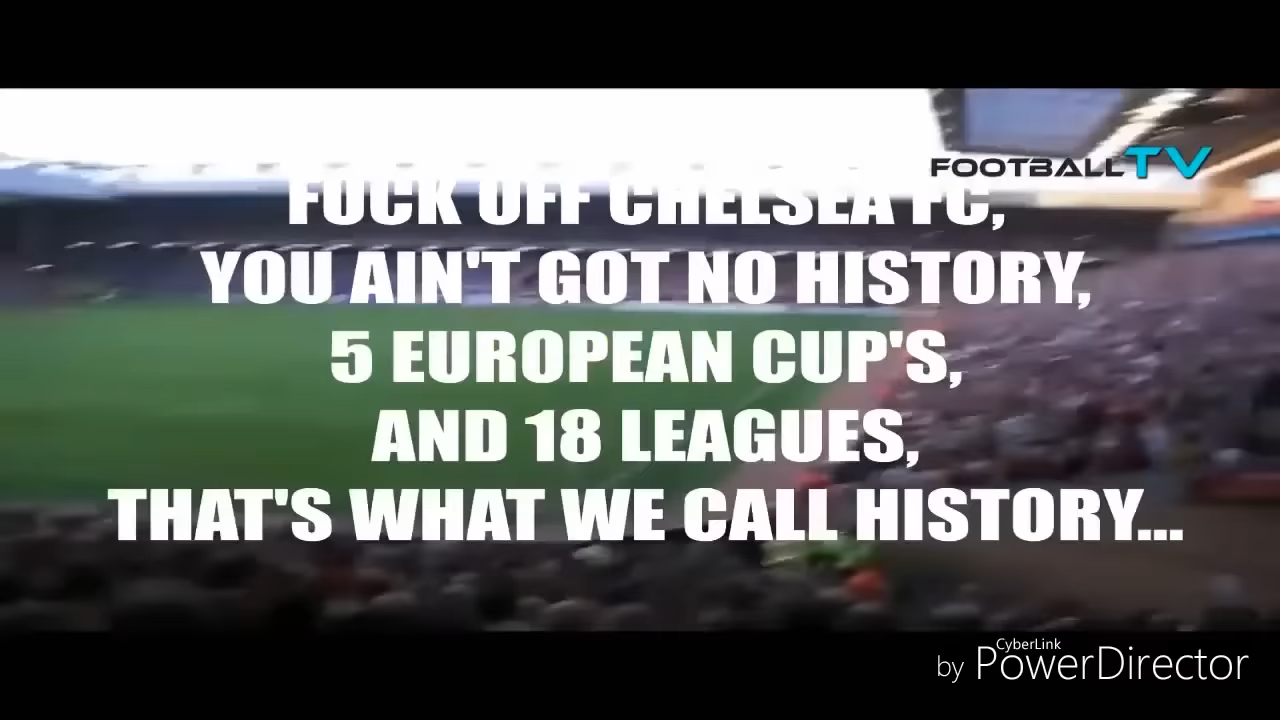 FOOTBALLTV
FUCK OFF CHELSEA FC,
YOU AIN'T GOT NO HISTORY,
5 EUROPEAN CUP'S,
AND 18 LEAGUES,
THAT'S WHAT WE CALL HISTORY...
CyberLink
by PowerDirector